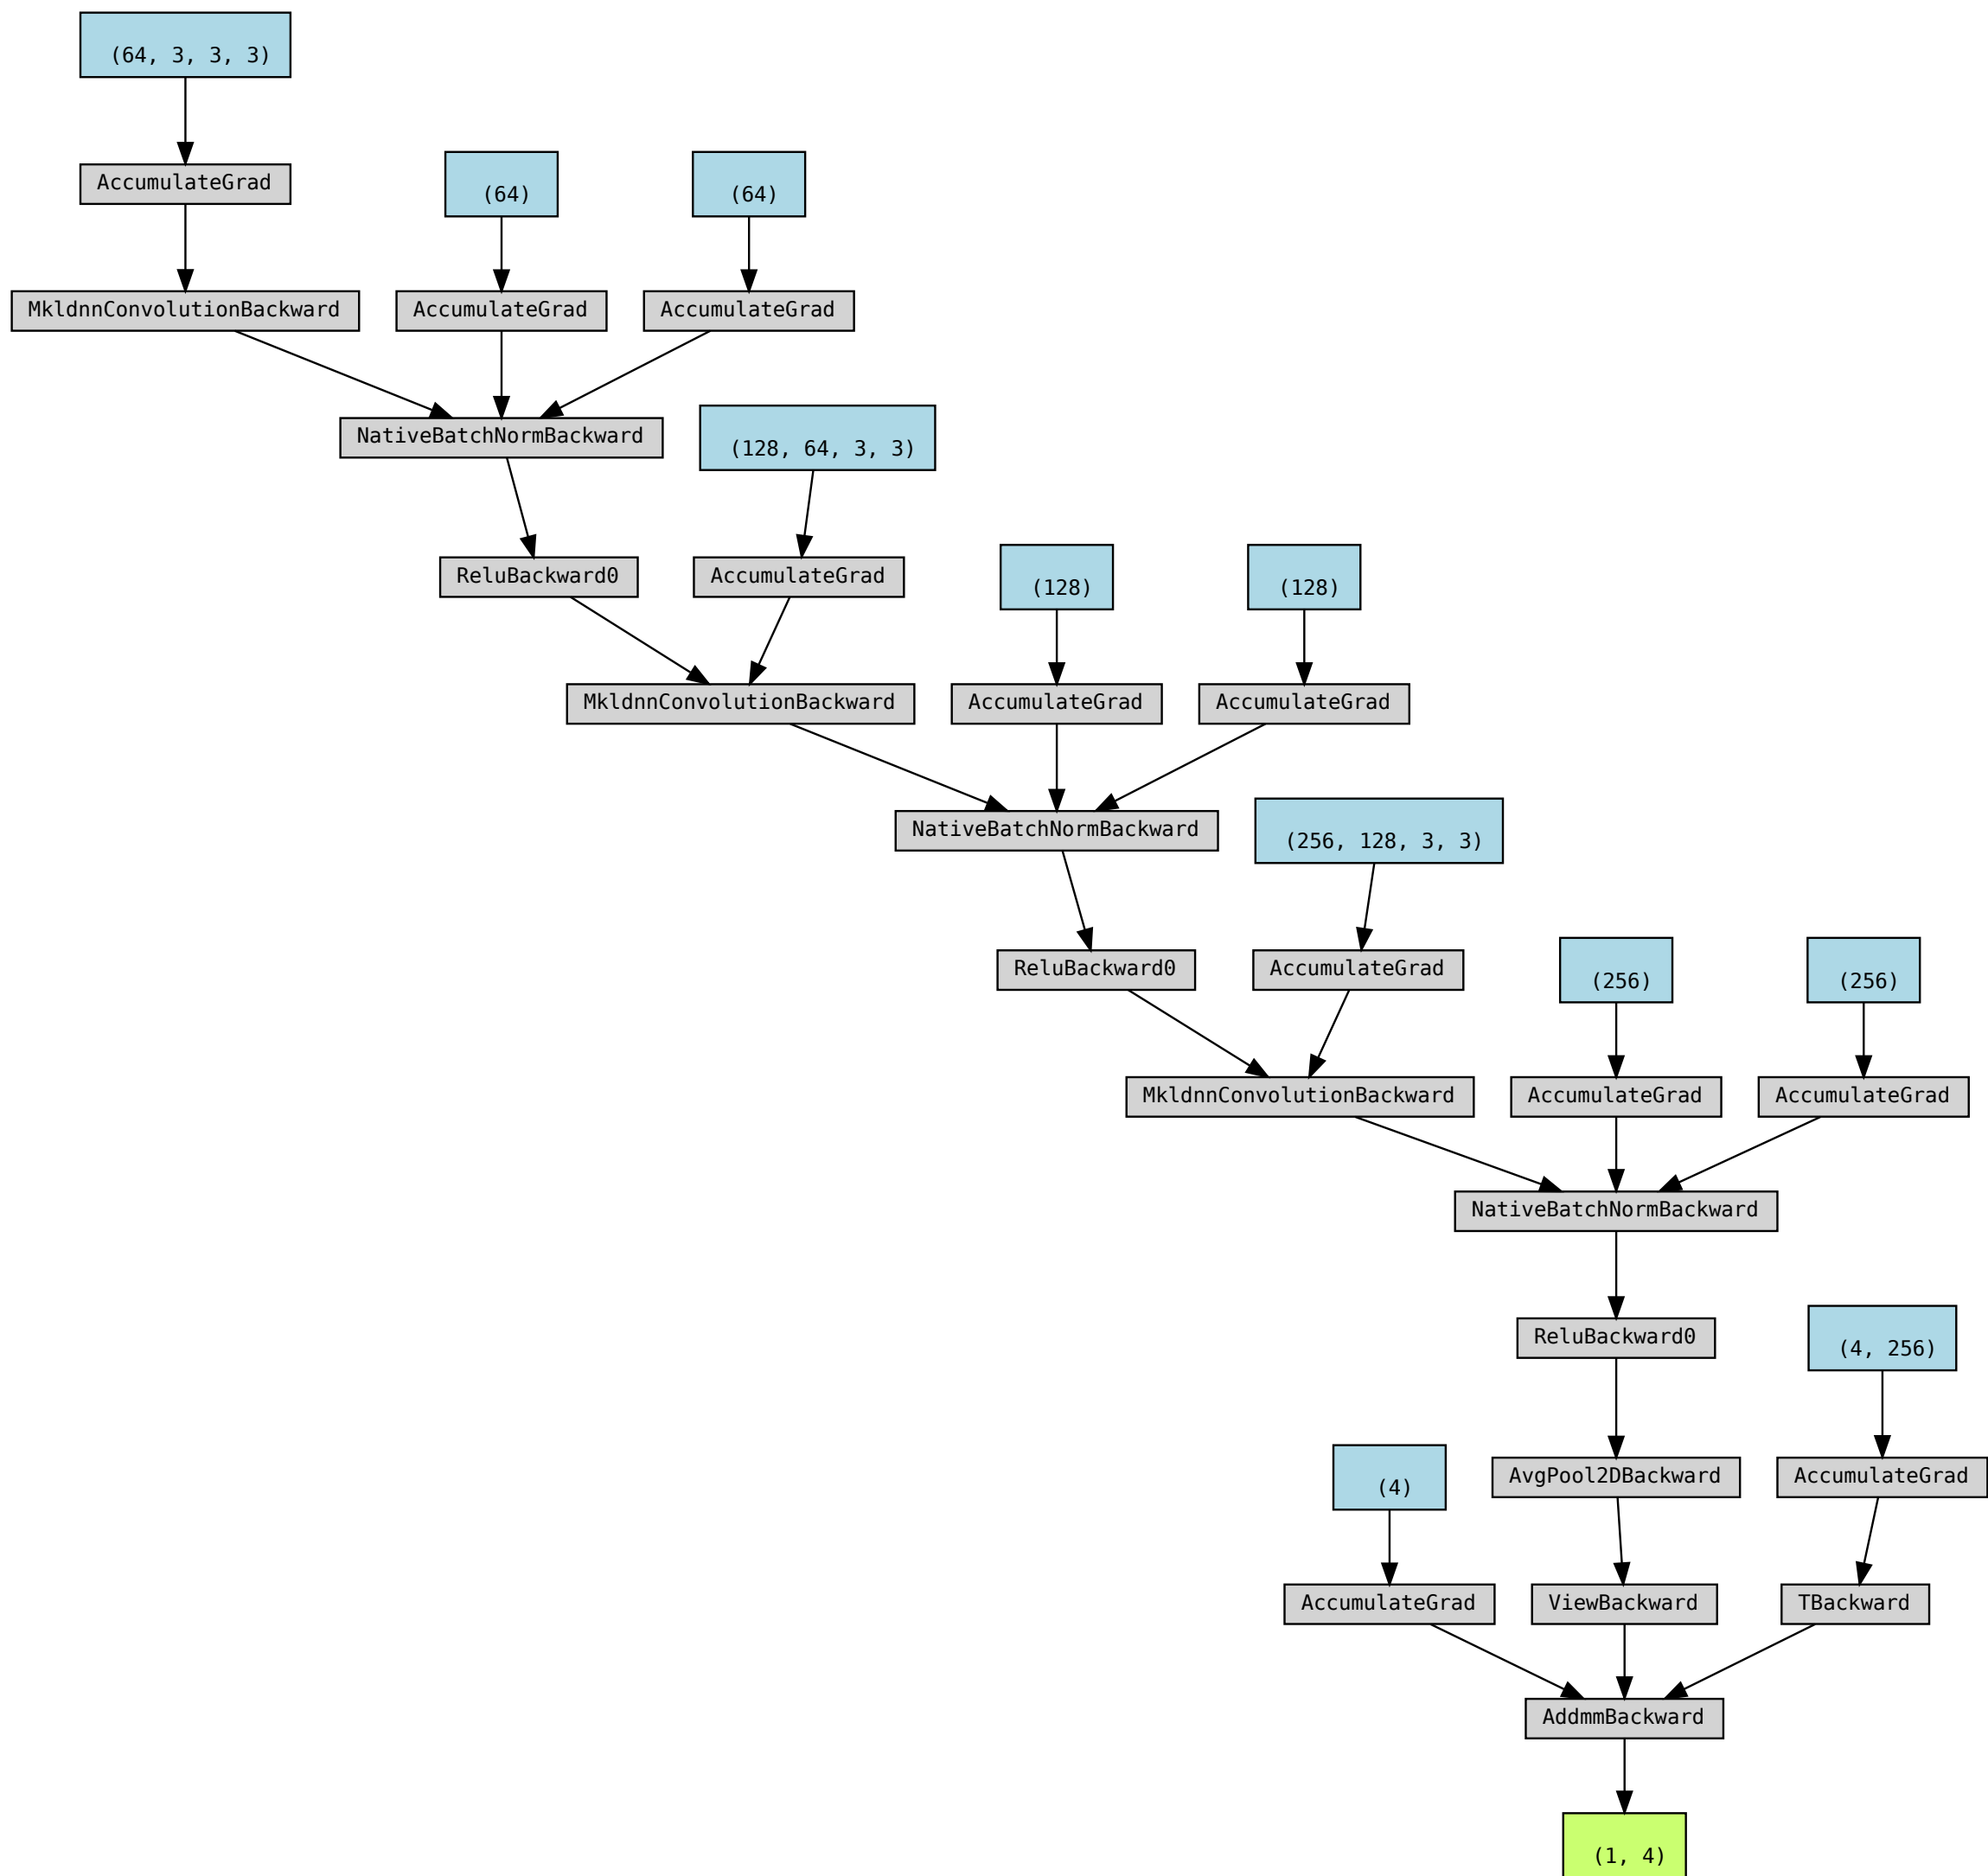 (64, 3, 3, 3)
AccumulateGrad
(64)
(64)
MkldnnConvolutionBackward
AccumulateGrad
AccumulateGrad
NativeBatchNormBackward
(128, 64, 3, 3)
ReluBackward0
AccumulateGrad
(128)
(128)
MkldnnConvolutionBackward
AccumulateGrad
AccumulateGrad
NativeBatchNormBackward
(256, 128, 3, 3)
ReluBackward0
AccumulateGrad
(256)
(256)
MkldnnConvolutionBackward
AccumulateGrad
AccumulateGrad
NativeBatchNormBackward
ReluBackward0
(4, 256)
AvgPool2DBackward
AccumulateGrad
(4)
AccumulateGrad
ViewBackward
TBackward
AddmmBackward
(1, 4)